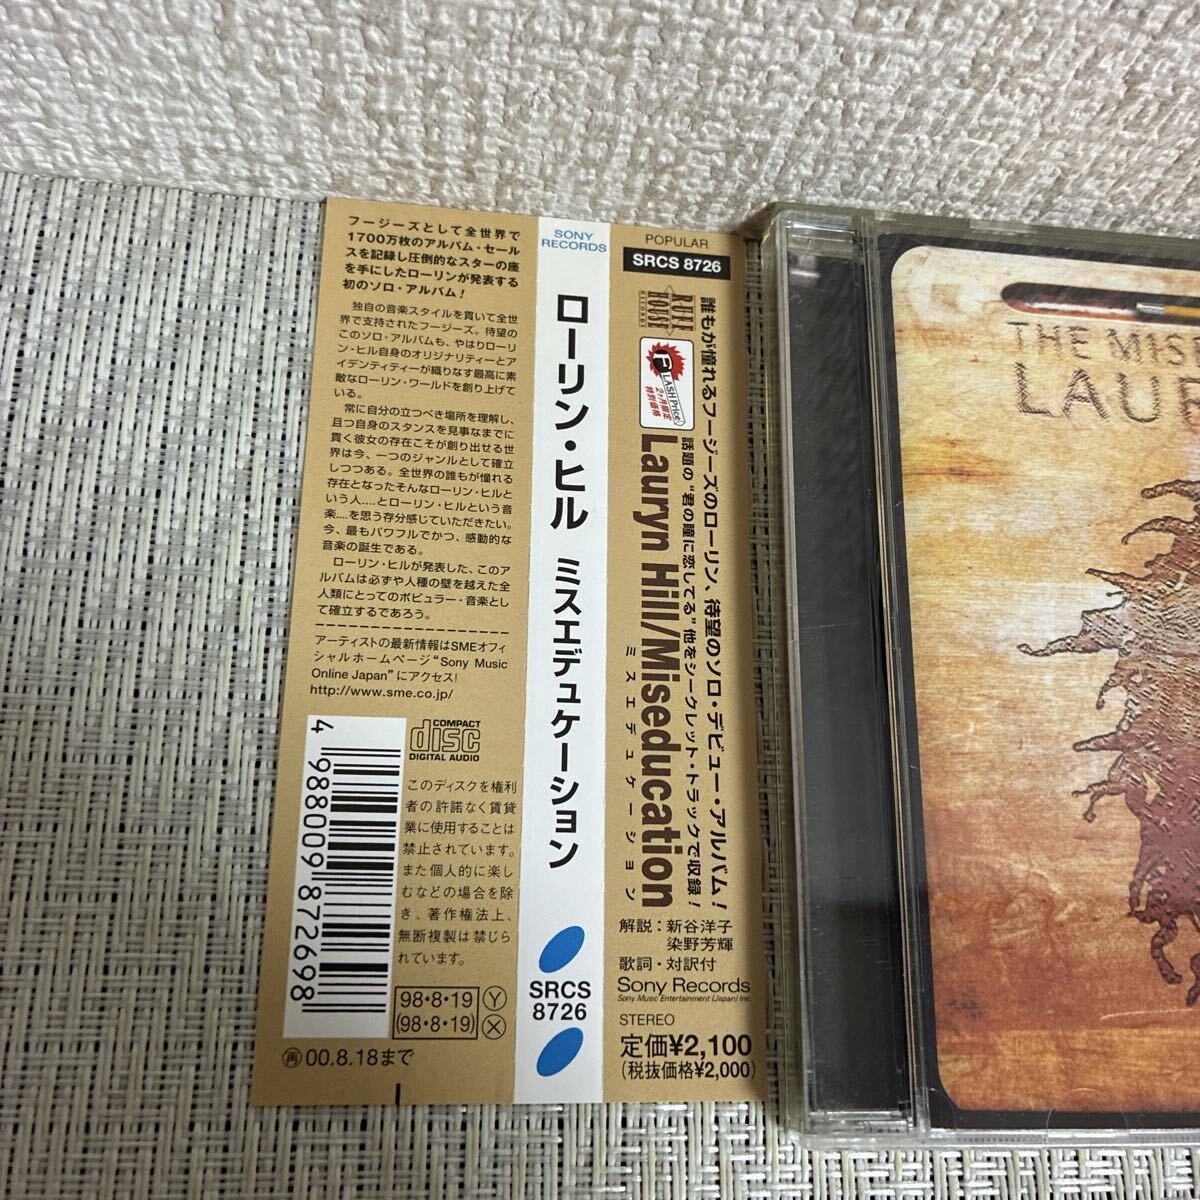 フージーズとして全世界で
1700万枚のアルバム・セール
スを記録し圧倒的なスターの座
を手にしたローリンが発表する
初のソロ・アルバム!
独自の音楽スタイルを貫いて全世
界で支持されたフージーズ。待望の
このソロ・アルバムも、やはりローリ
ン・ヒル自身のオリジナリティーとア
イデンティティーが織りなす最高に素
敵なローリン・ワールドを創り上げて
いる。
常に自分の立つべき場所を理解し、
且つ自身のスタンスを見事なまでに
貫く彼女の存在こそが創り出せる世
界は今、一つのジャンルとして確立
しつつある。全世界の誰もが憧れる
存在となったそんなローリン・ヒルと
いう人....とローリン・ヒルという音
楽....を思う存分感じていただきたい。
今、最もパワフルでかつ、感動的な
音楽の誕生である。
ローリン・ヒルが発表した、このア
ルバムは必ずや人種の壁を越えた全
人類にとってのポピュラー・音楽とし
て確立するであろう。
アーティストの最新情報はSMEオフィ
シャルホームページ“Sony Music
Online Japan”にアクセス!
http://www.sme.co.jp/
4 988009 872698
COMPACT
disc
DIGITAL AUDIO
このディスクを権利
者の許諾なく賃貸
業に使用することは
禁止されています。
また個人的に楽し
むなどの場合を除
き、著作権法上、
無断複製は禁じら
れています。
98・8・19 Ⓨ
(98・8・19) Ⓧ
㊢00.8.18まで
SONY
RECORDS
ローリン・ヒル ミスエデュケーション
SRCS
8726
POPULAR
SRCS 8726
RUFF
HOUSE
RECORDS
FLASH Price
2ヶ月限定
特別価格
誰もが憧れるフージーズのローリン、待望のソロ・デビュー・アルバム!
話題の“君の瞳に恋してる”他をシークレット・トラックで収録!
Lauryn Hill/Miseducation
ミスエデュケーション
解説:新谷洋子
染野芳輝
歌詞・対訳付
Sony Records
Sony Music Entertainment (Japan) Inc.
STEREO
定価¥2,100
(税抜価格¥2,000)
THE MIS
LAU